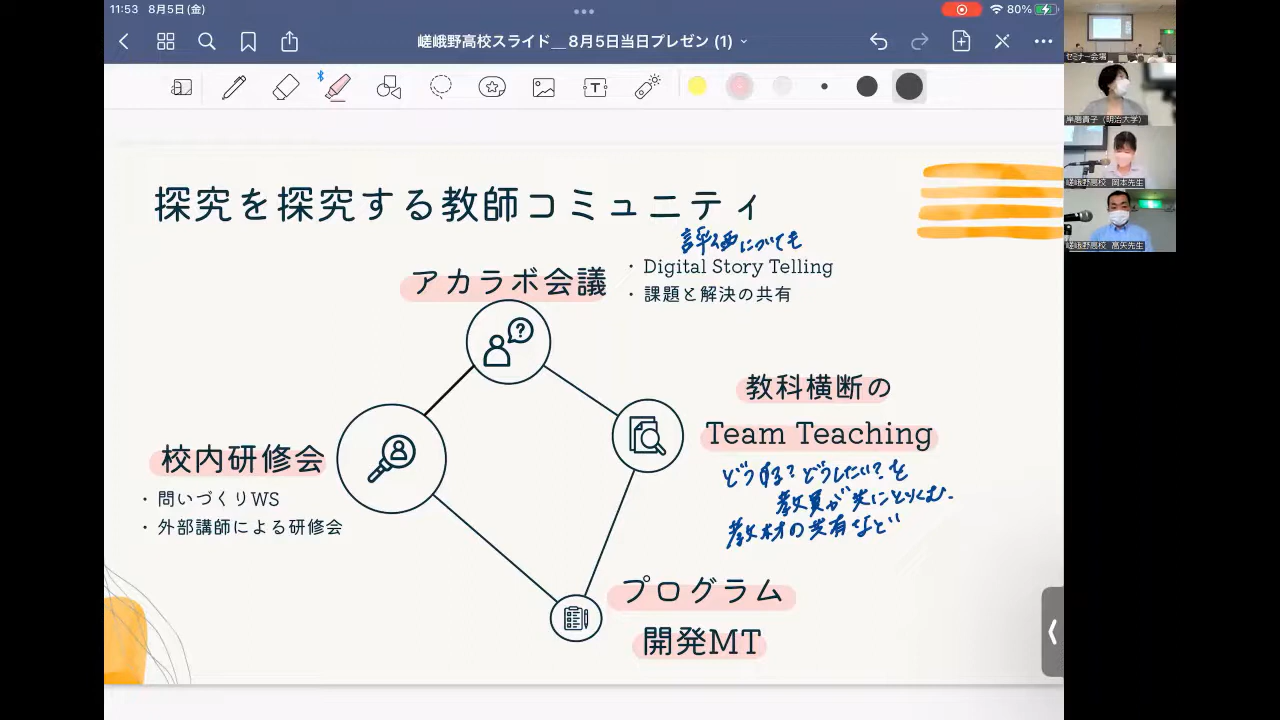 11:53 8月5日(金)
80%
嵯峨野高校スライド__8月5日当日プレゼン (1)
探究を探究する教師コミュニティ
評価についても
アカラボ会議
・ Digital Story Telling
・ 課題と解決の共有
教科横断の
Team Teaching
どうする?どうしたい?を
教員が共にとりくむ.
教材の共有など
校内研修会
・ 問いづくりWS
・ 外部講師による研修会
プログラム
開発MT
セミナー会場
岸磨貴子（明治大学）
嵯峨野高校 岡本先生
嵯峨野高校 高矢先生